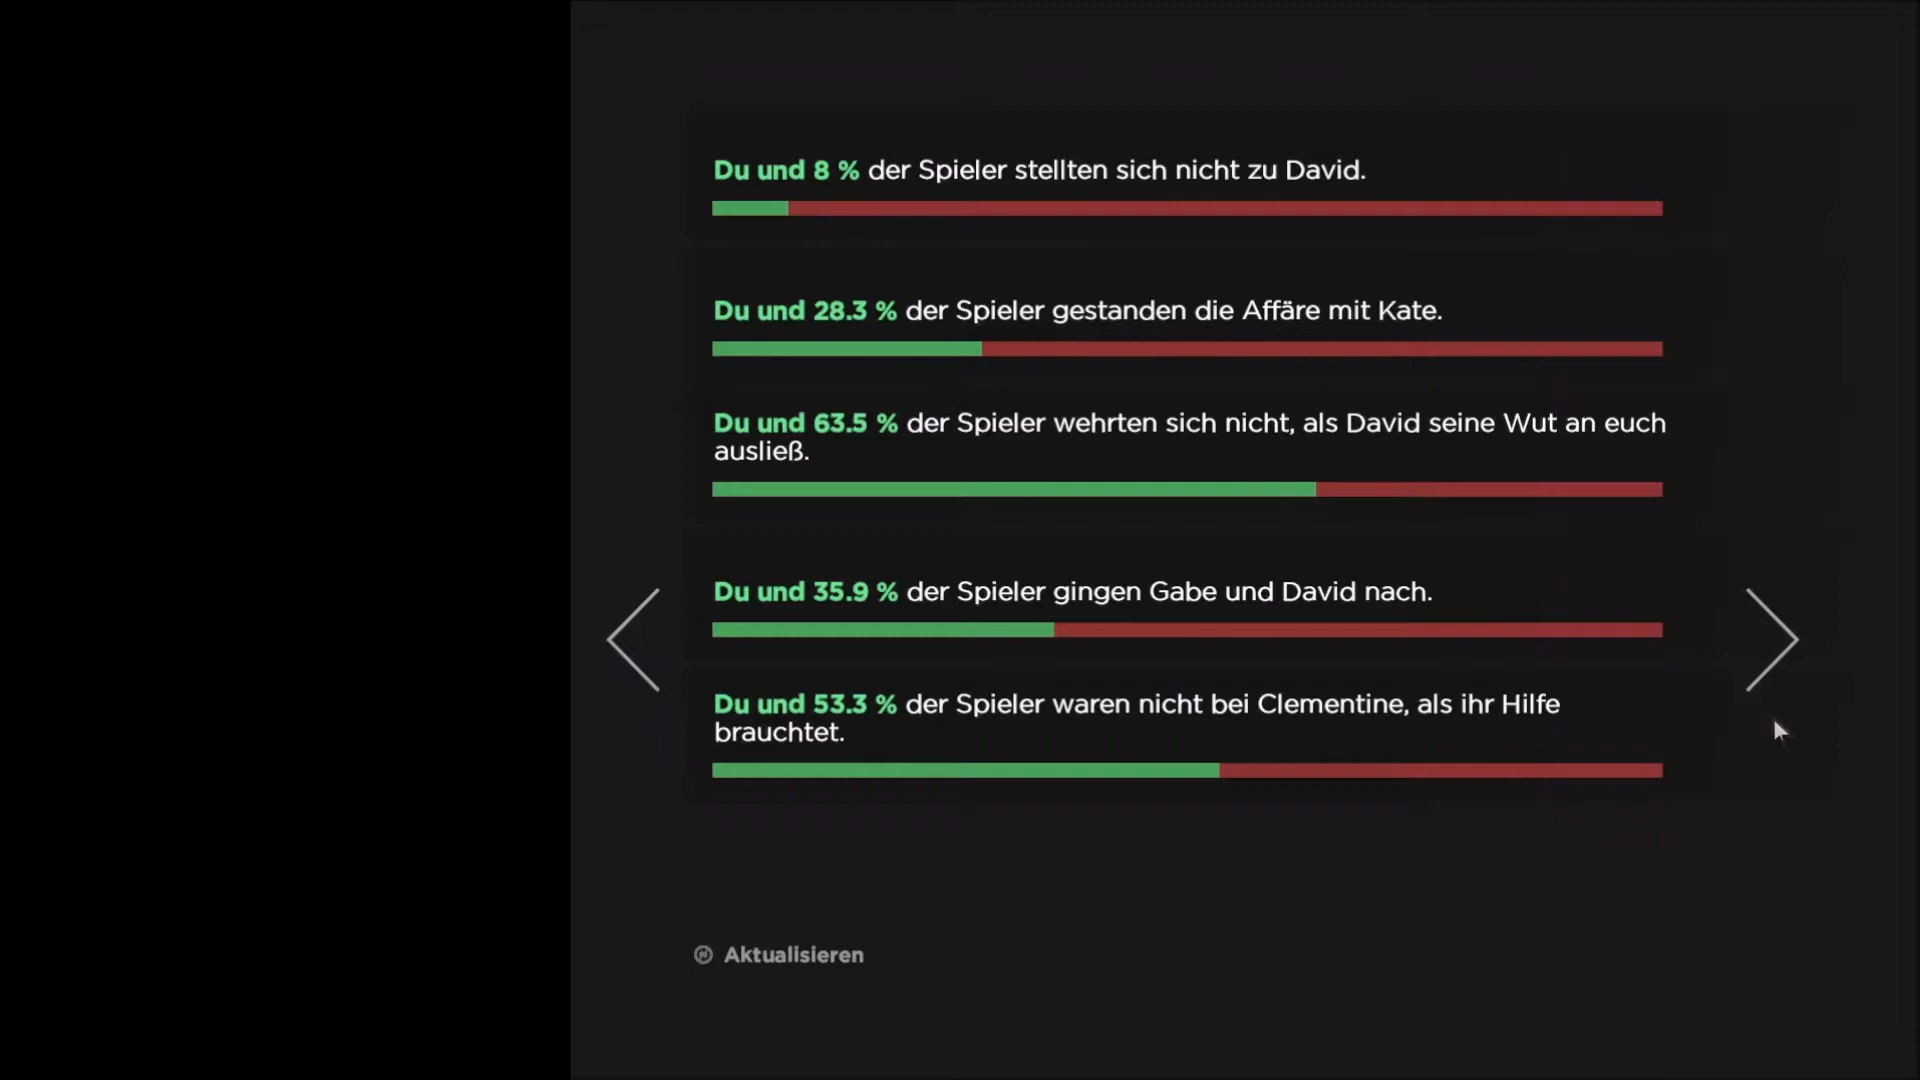 Du und 8 % der Spieler stellten sich nicht zu David.
Du und 28.3 % der Spieler gestanden die Affäre mit Kate.
Du und 63.5 % der Spieler wehrten sich nicht, als David seine Wut an euch
ausließ.
Du und 35.9 % der Spieler gingen Gabe und David nach.
Du und 53.3 % der Spieler waren nicht bei Clementine, als ihr Hilfe
brauchtet.
Aktualisieren